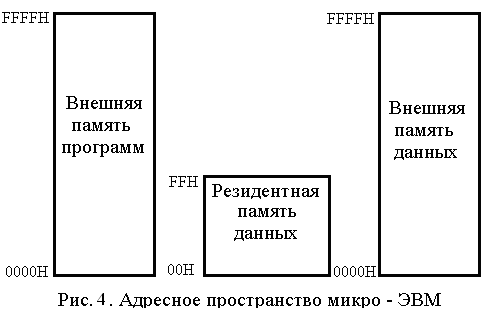 FFFFH
FFFFH
Внешняя
память
программ
Внешняя
память
данных
FFH
Резидентная
память
данных
0000H
00H
0000H
Рис. 4. Адресное пространство микро - ЭВМ